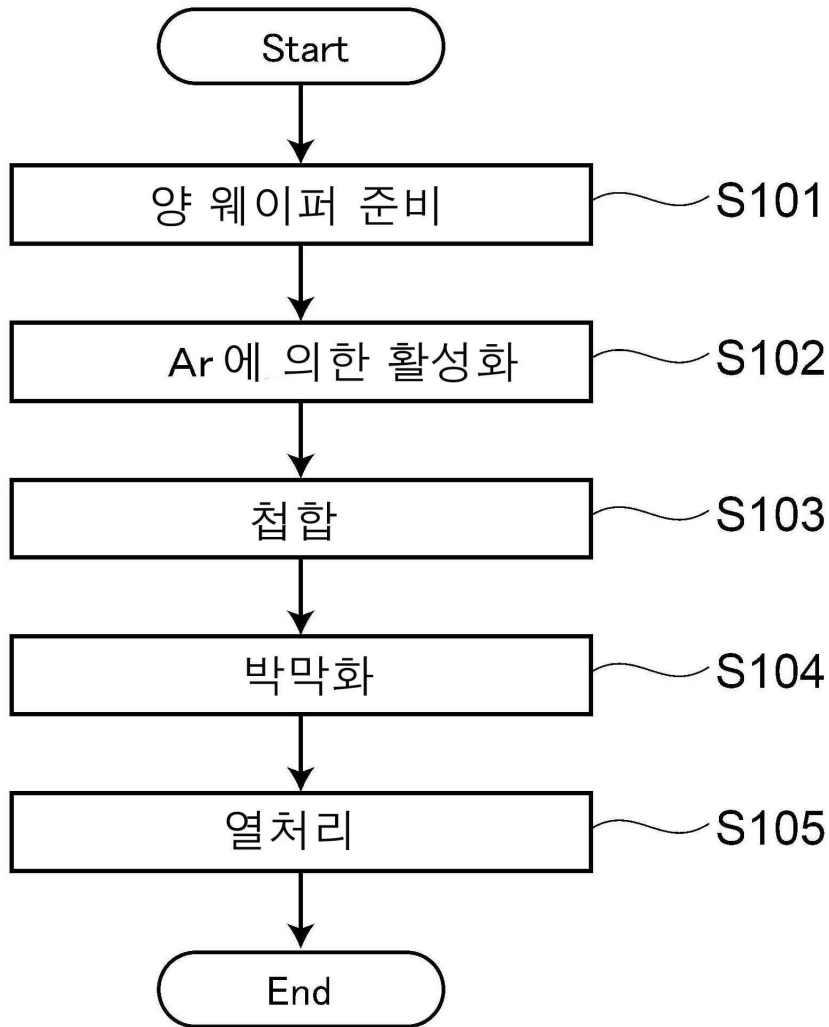 Start
양 웨이퍼 준비 S101
Ar에 의한 활성화 S102
첩합 S103
박막화 S104
열처리 S105
End